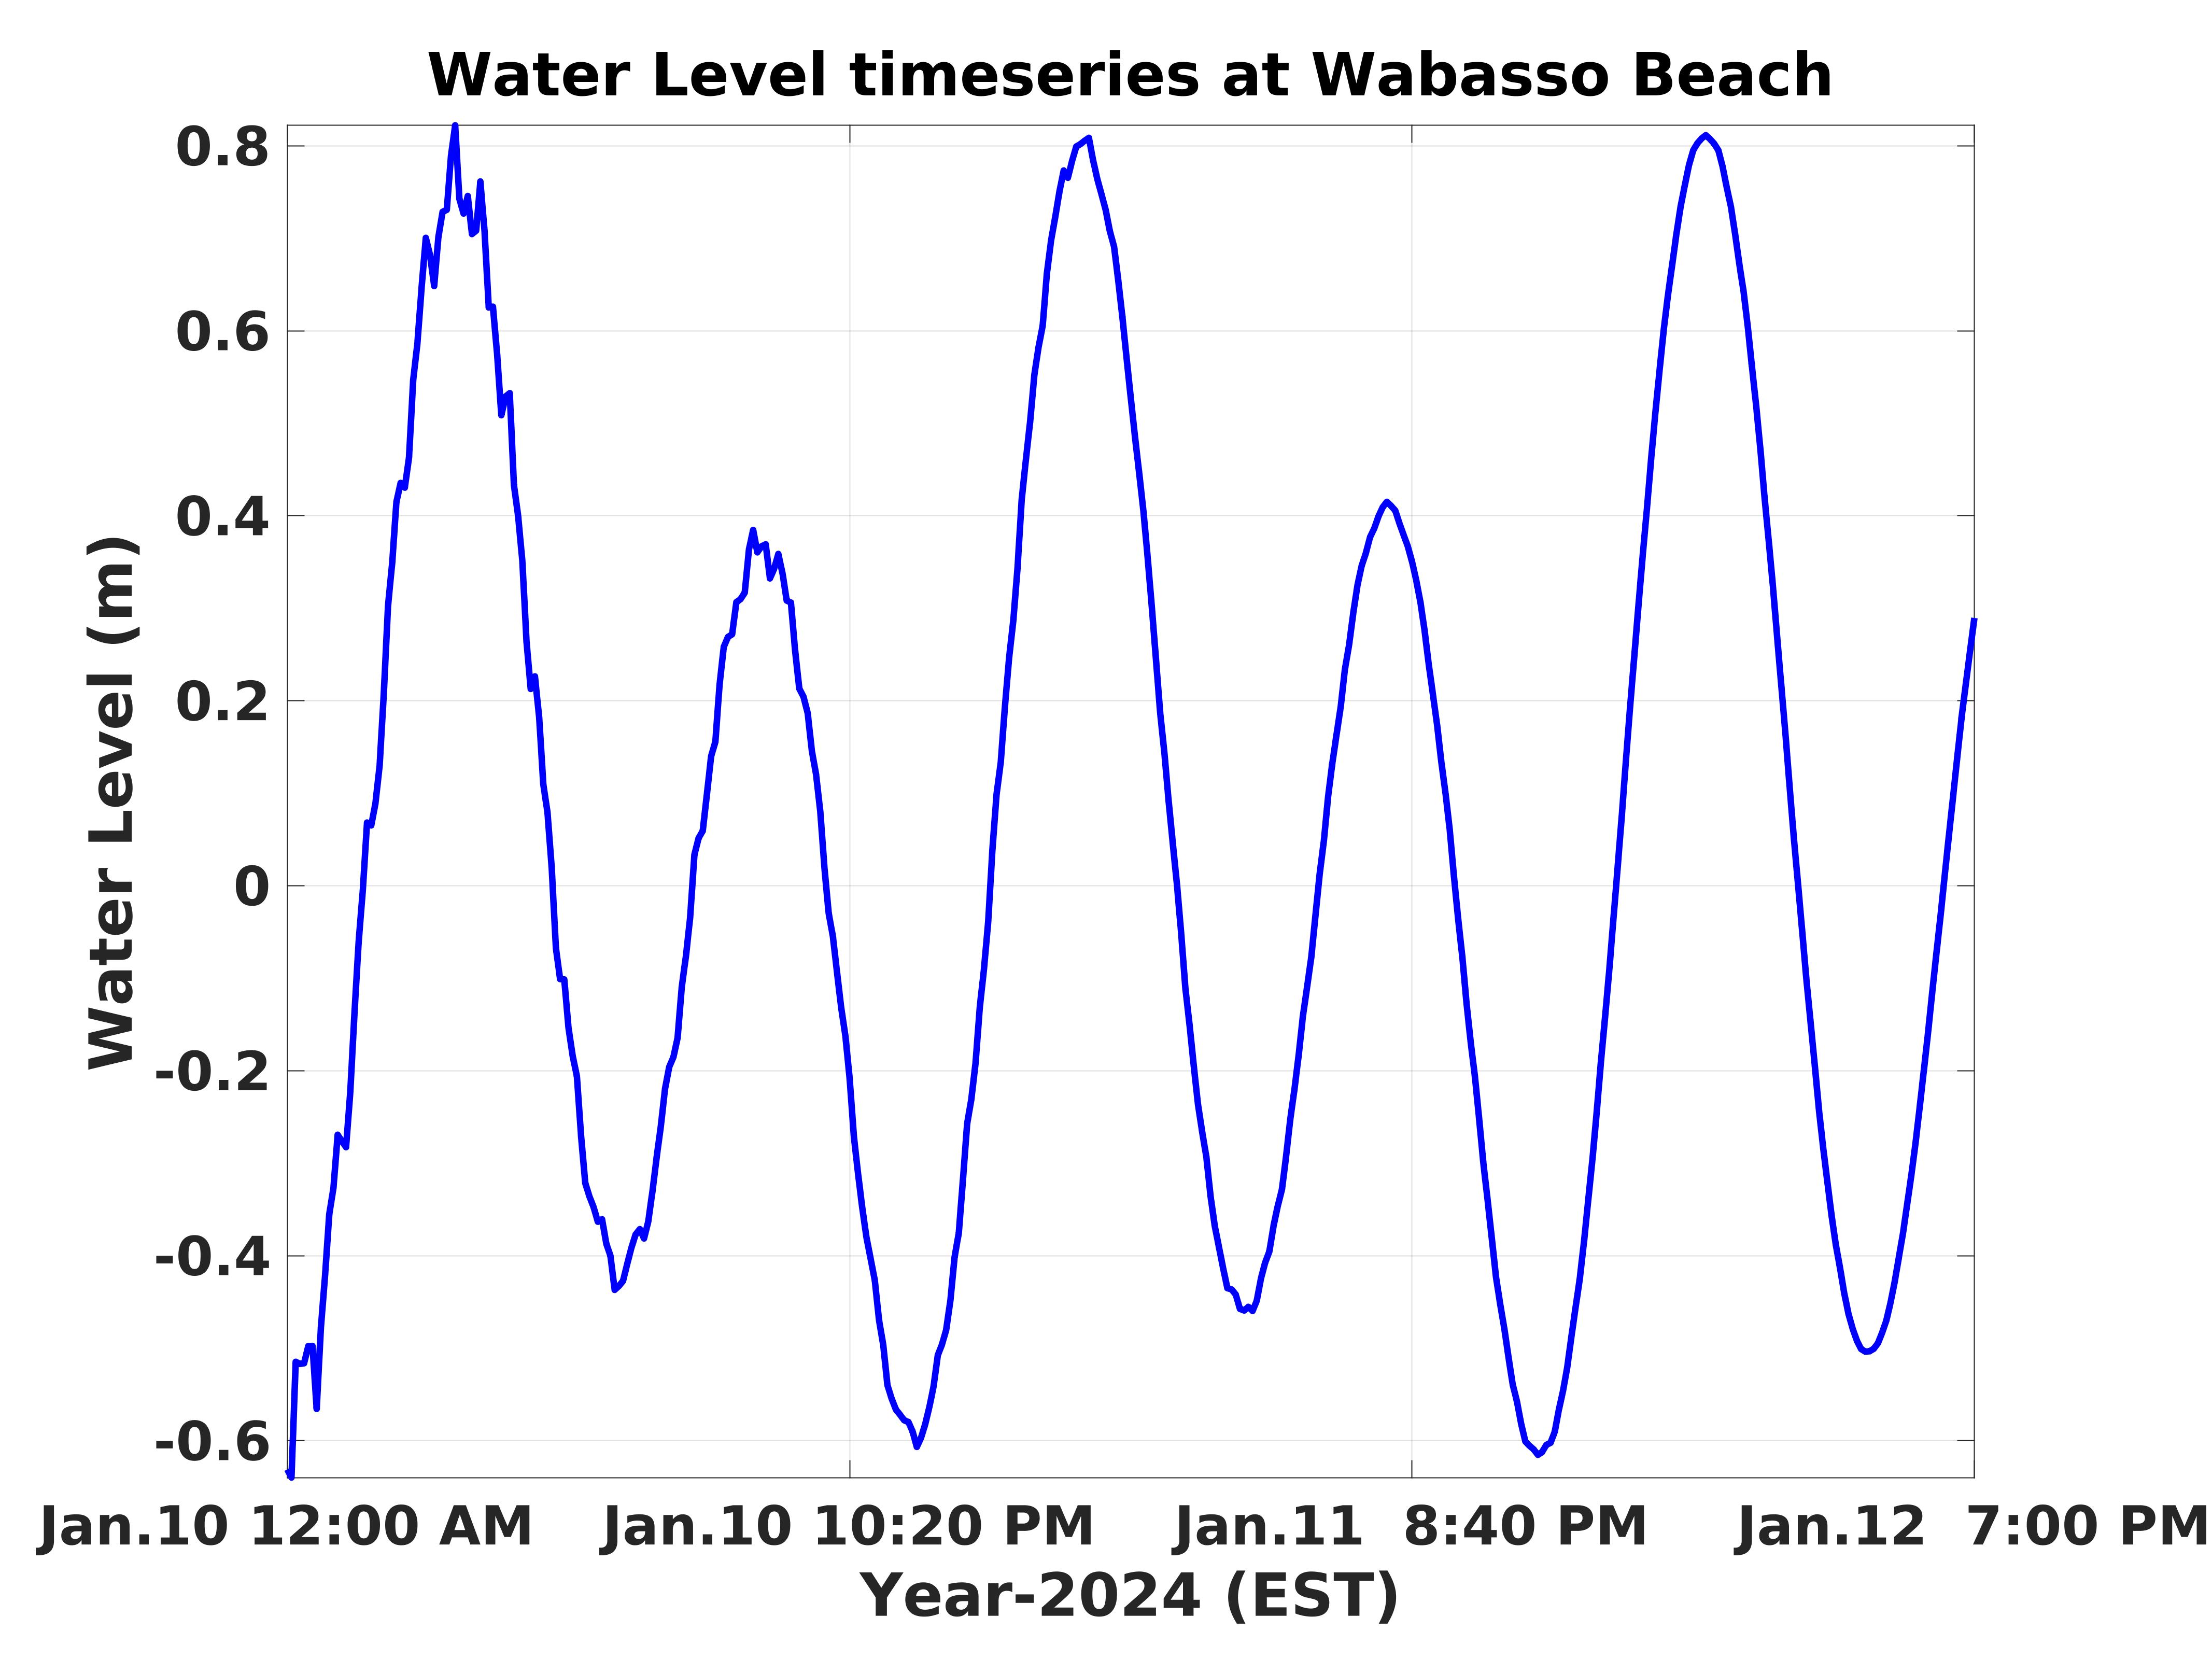 Water Level timeseries at Wabasso Beach
0.8
0.6
0.4
0.2
0
-0.2
-0.4
-0.6
Water Level (m)
Jan.10 12:00 AM Jan.10 10:20 PM Jan.11 8:40 PM Jan.12 7:00 PM
Year-2024 (EST)